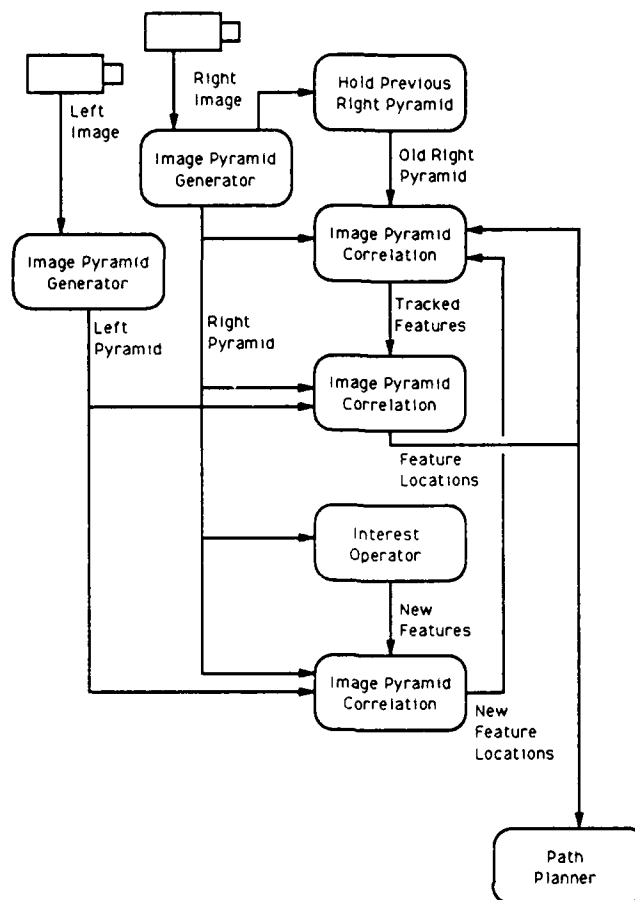 Right
Image
Hold Previous
Right Pyramid
Left
Image
Image Pyramid
Generator
Old Right
Pyramid
Image Pyramid
Correlation
Image Pyramid
Generator
Left
Pyramid
Right
Pyramid
Tracked
Features
Image Pyramid
Correlation
Feature
Locations
Interest
Operator
New
Features
Image Pyramid
Correlation
New
Feature
Locations
Path
Planner